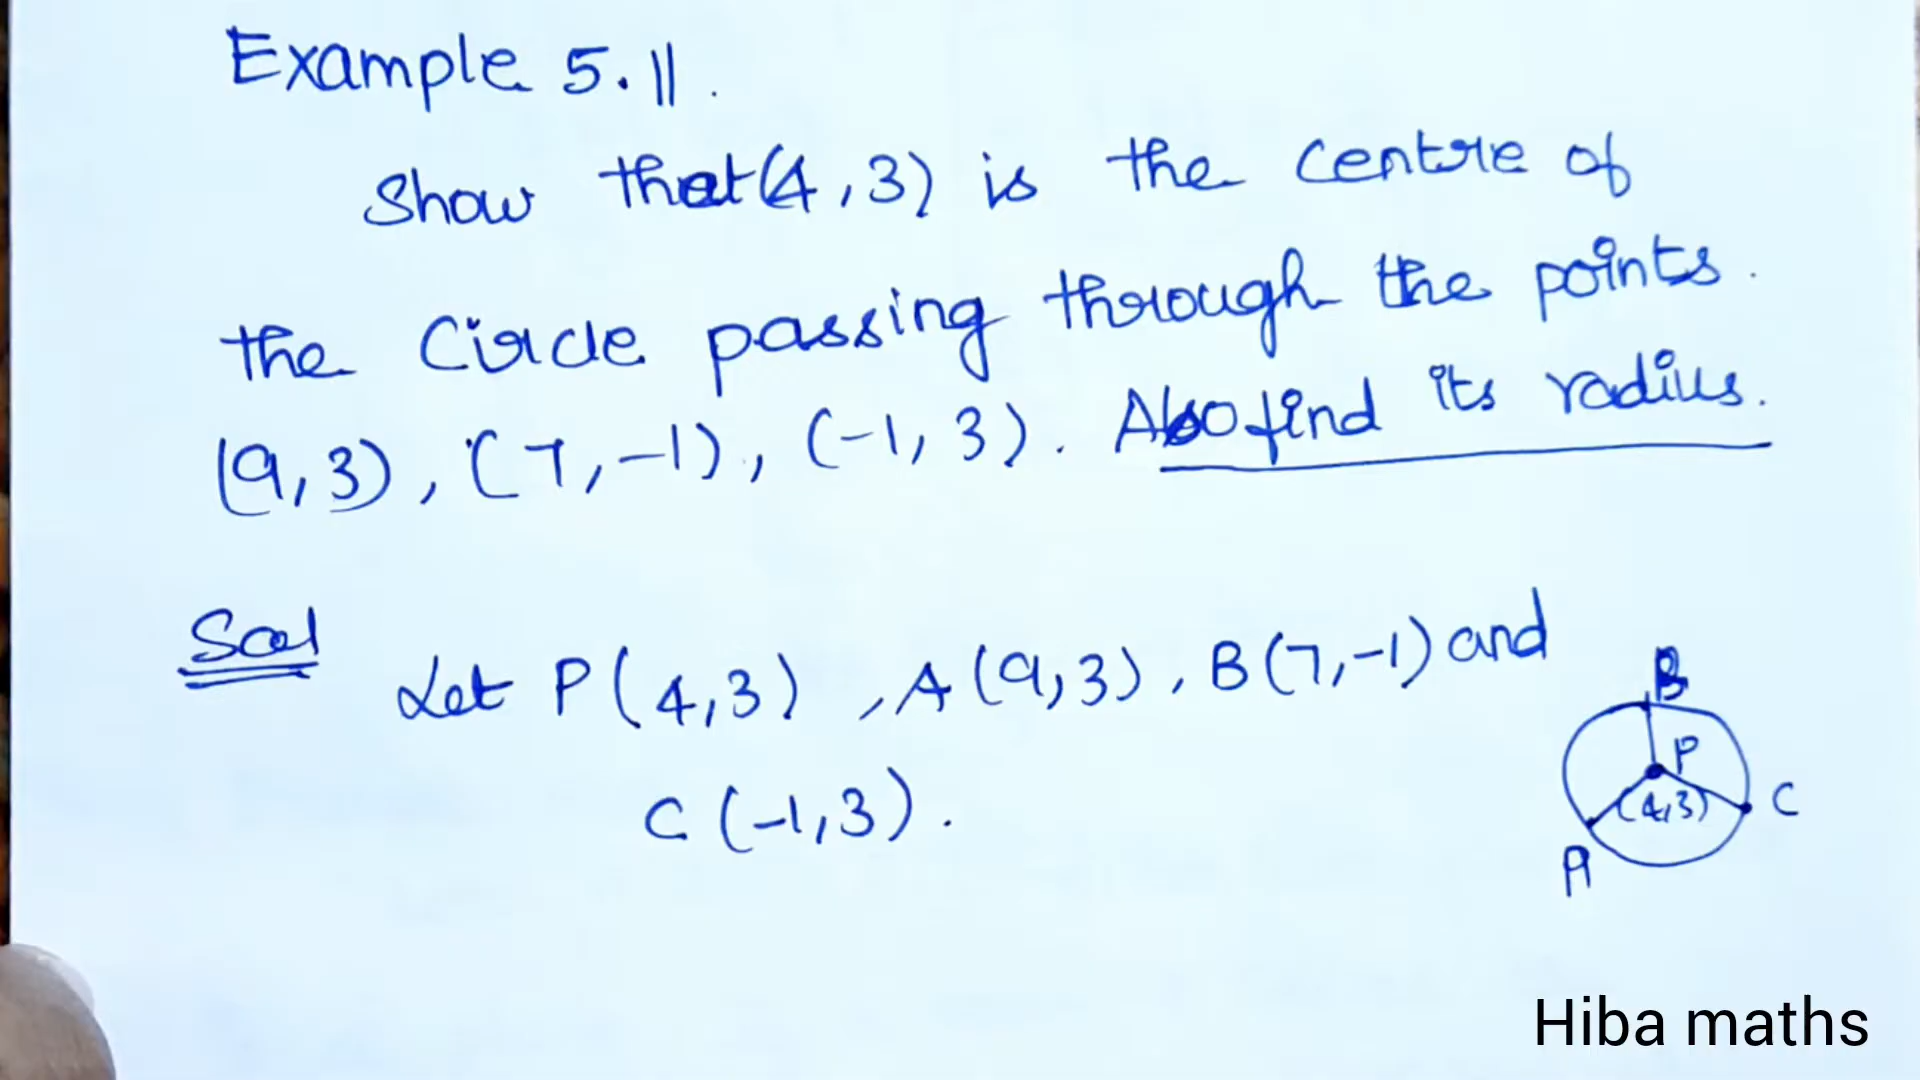 Example 5.11.
Show that (4,3) is the centre of
the Circle passing through the points.
(9,3), (7,-1), (-1,3). Also find its radius.
Sol
Let P(4,3), A(9,3), B(7,-1) and
C(-1,3).
B
P
(4,3)
C
A
Hiba maths